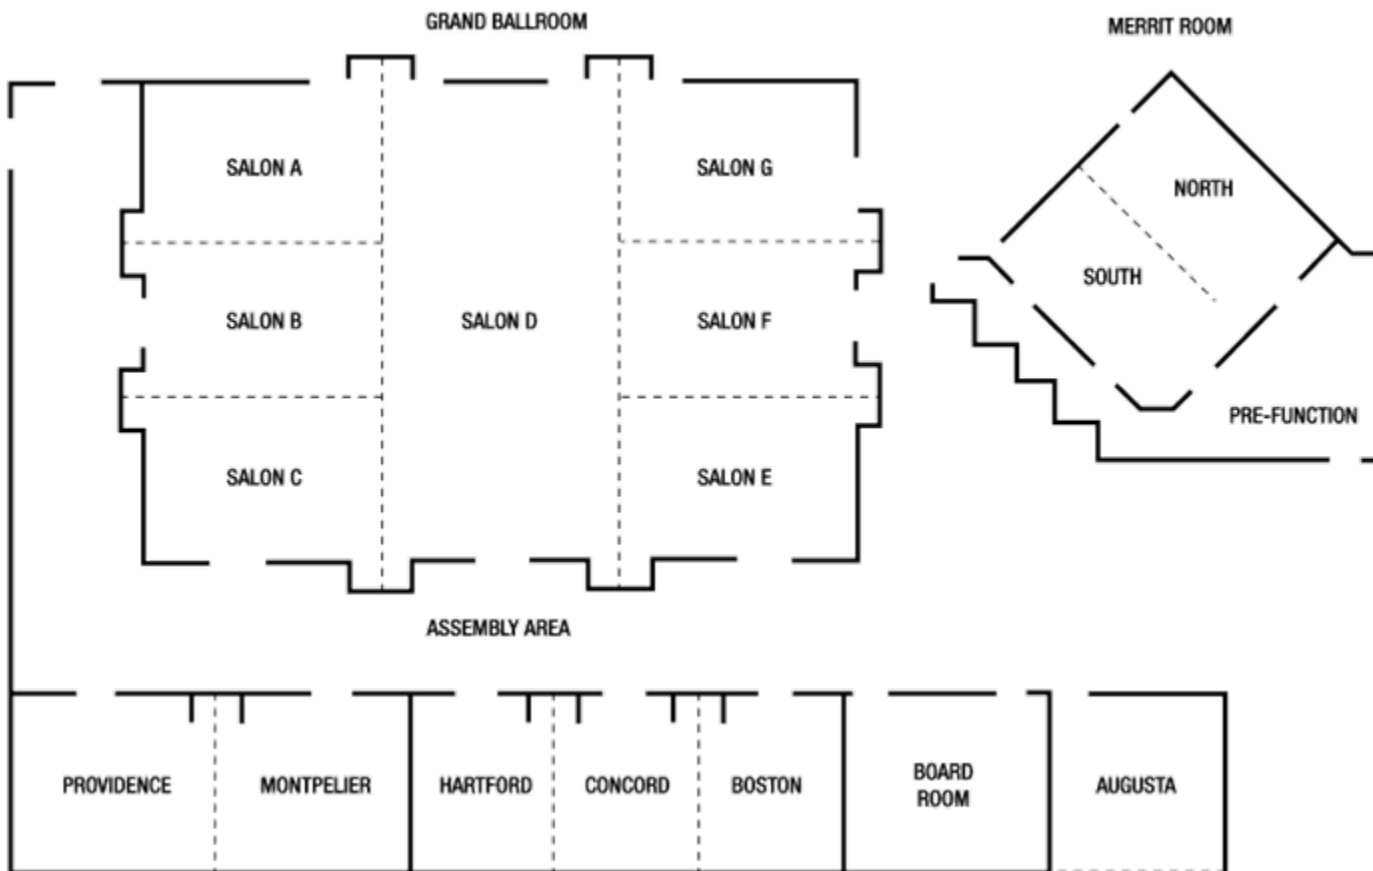 GRAND BALLROOM
MERRIT ROOM
SALON A
SALON G
NORTH
SOUTH
SALON B
SALON D
SALON F
PRE-FUNCTION
SALON C
SALON E
ASSEMBLY AREA
PROVIDENCE
MONTPELIER
HARTFORD
CONCORD
BOSTON
BOARD
ROOM
AUGUSTA